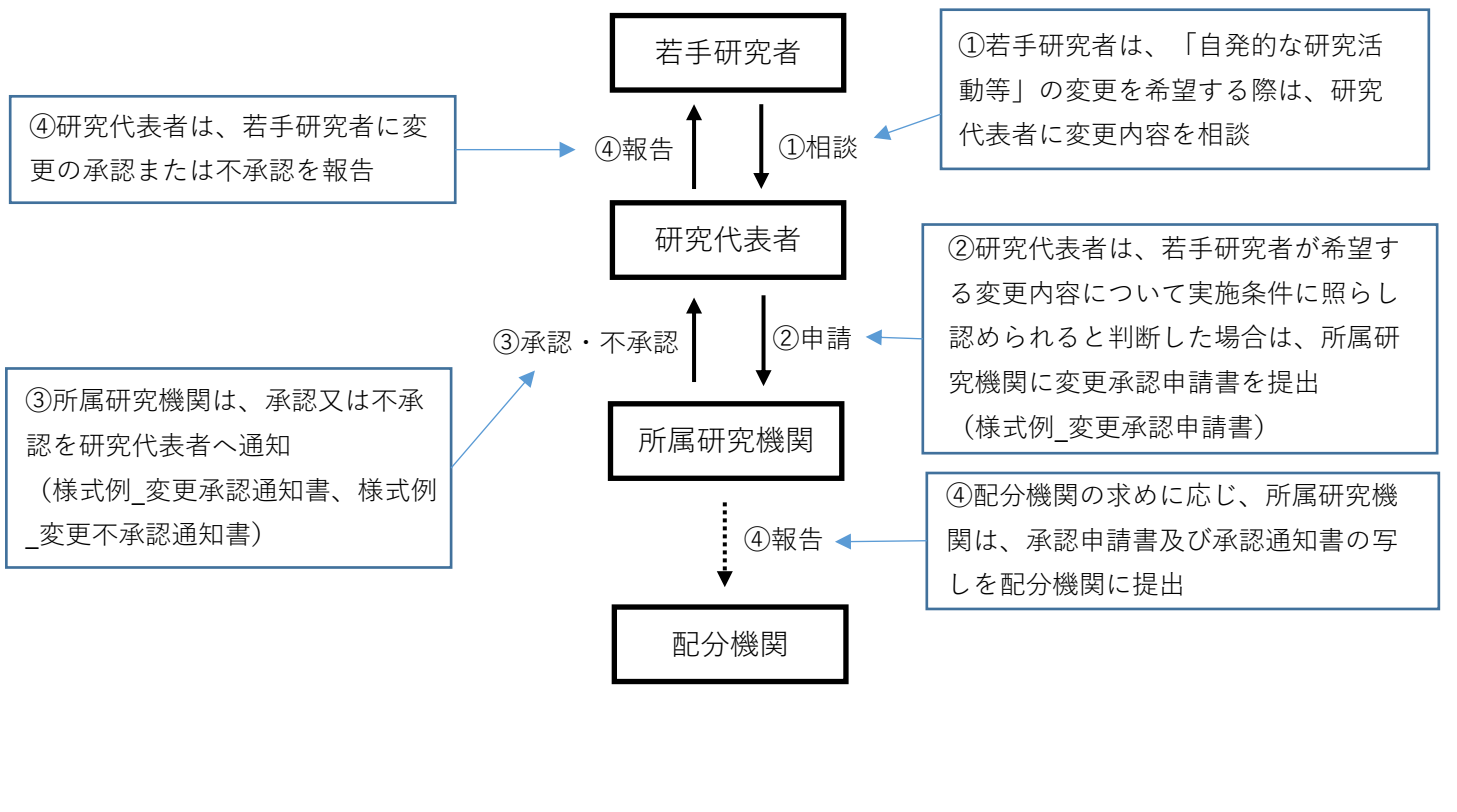 若手研究者
①若手研究者は、「自発的な研究活
動等」の変更を希望する際は、研究
代表者に変更内容を相談
④研究代表者は、若手研究者に変
更の承認または不承認を報告
④報告
①相談
研究代表者
②研究代表者は、若手研究者が希望す
る変更内容について実施条件に照らし
認められると判断した場合は、所属研
究機関に変更承認申請書を提出
（様式例_変更承認申請書）
③承認・不承認
②申請
③所属研究機関は、承認又は不承
認を研究代表者へ通知
（様式例_変更承認通知書、様式例
_変更不承認通知書）
所属研究機関
④配分機関の求めに応じ、所属研究機
関は、承認申請書及び承認通知書の写
しを配分機関に提出
④報告
配分機関